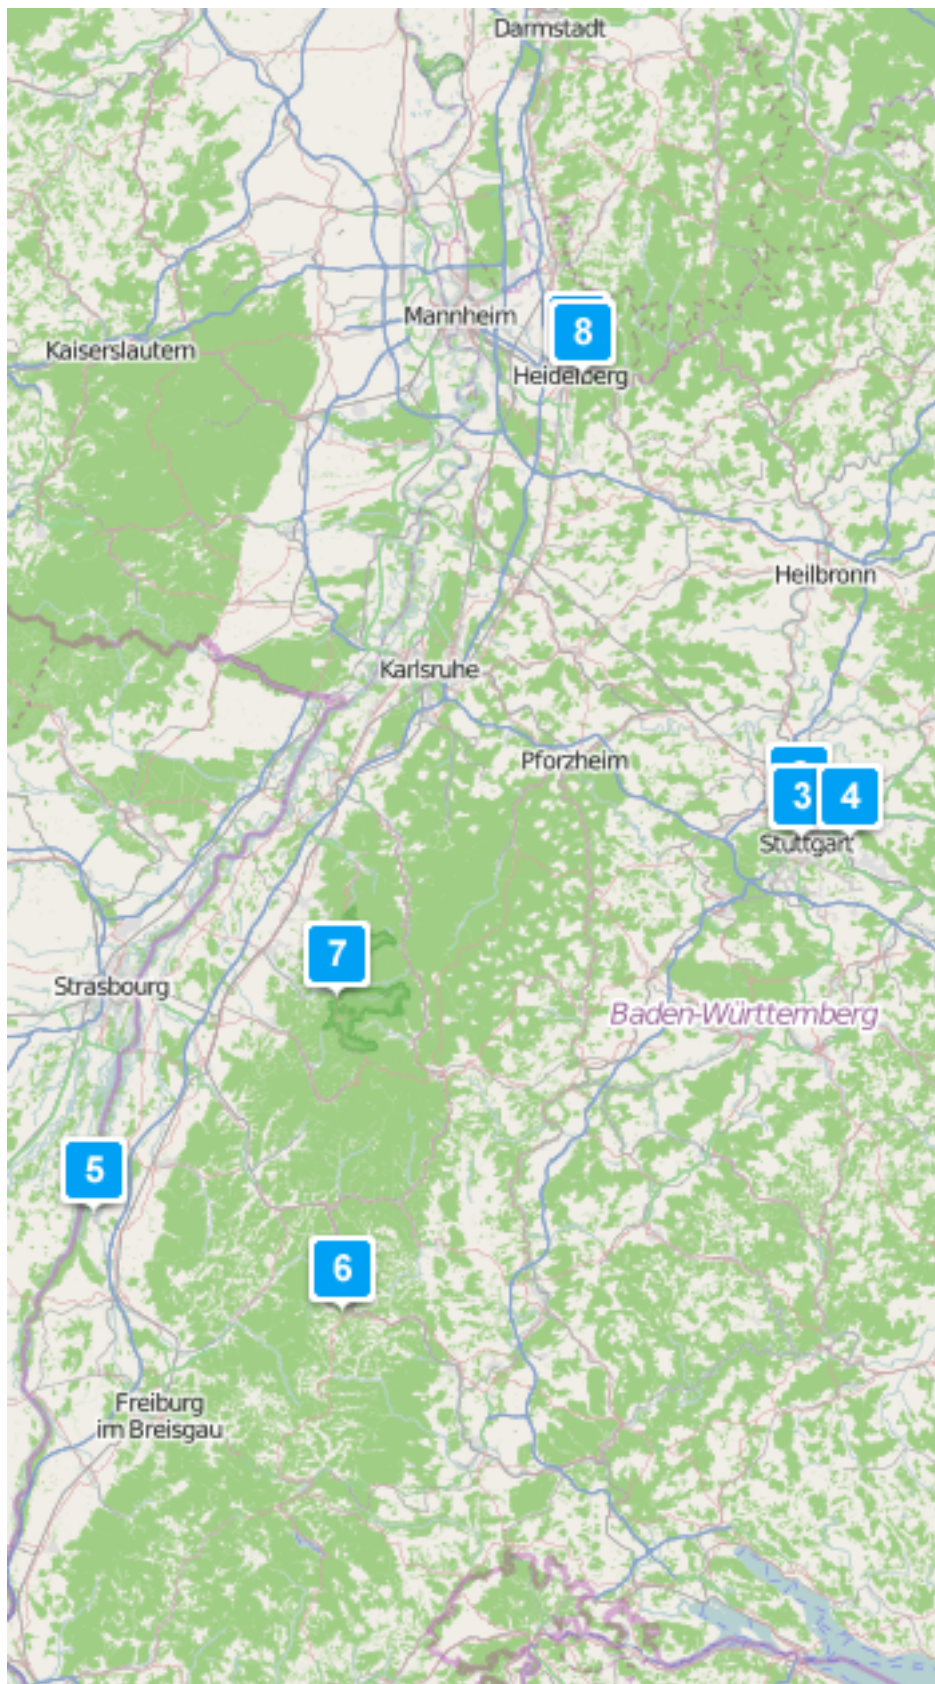 Darmstadt
Mannheim
8
Kaiserslautern
Heidelberg
Heilbronn
Karlsruhe
Pforzheim
3
4
Stuttgart
7
Strasbourg
Baden-Württemberg
5
6
Freiburg
im Breisgau